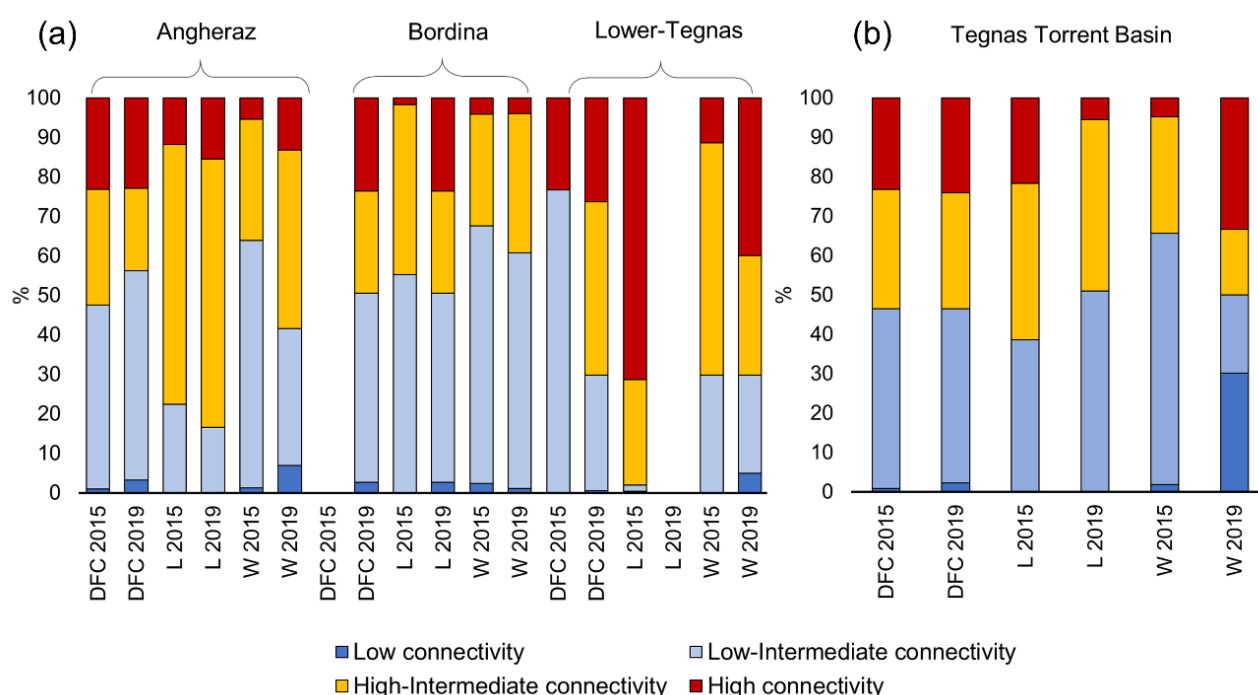 (a)
Angheraz
Bordina
Lower-Tegnas
(b)
Tegnas Torrent Basin
100
90
80
70
60
50
40
30
20
10
0
%
DFC 2015
DFC 2019
L 2015
L 2019
W 2015
W 2019
DFC 2015
DFC 2019
L 2015
L 2019
W 2015
W 2019
DFC 2015
DFC 2019
L 2015
L 2019
W 2015
W 2019
100
90
80
70
60
50
40
30
20
10
0
%
DFC 2015
DFC 2019
L 2015
L 2019
W 2015
W 2019
Low connectivity
Low-Intermediate connectivity
High-Intermediate connectivity
High connectivity